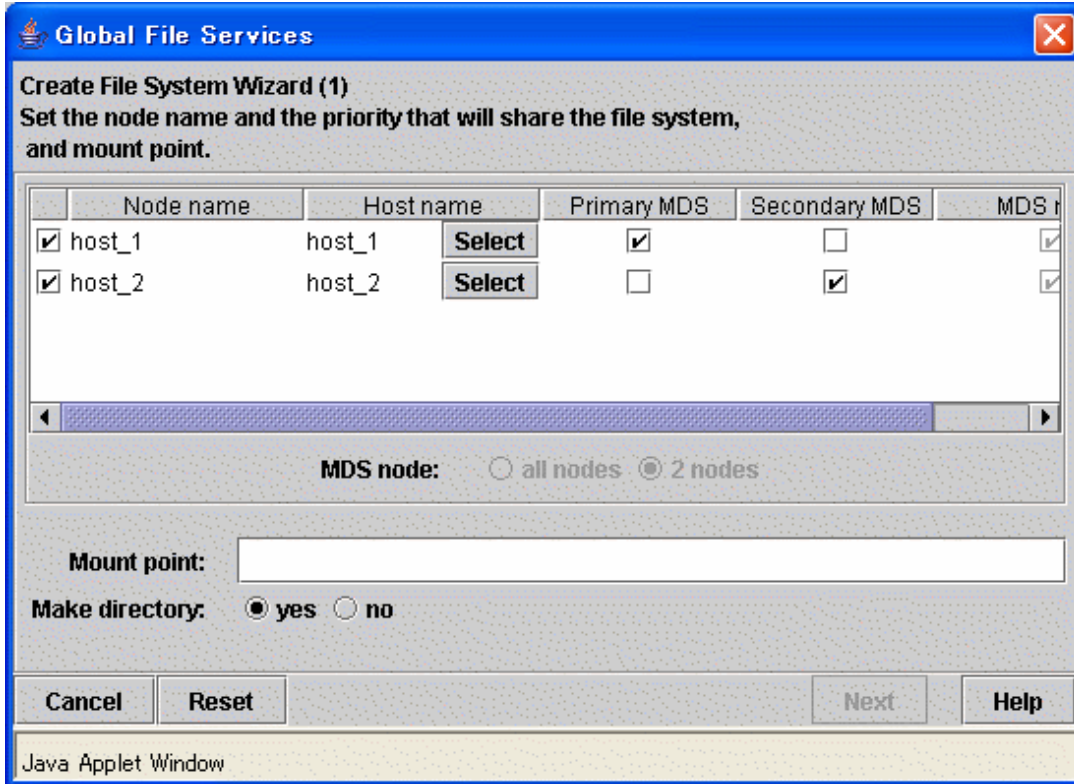 Global File Services
Create File System Wizard (1)
Set the node name and the priority that will share the file system,
and mount point.
Node name Host name Primary MDS Secondary MDS MDS
host_1 host_1 Select
host_2 host_2 Select
MDS node: all nodes 2 nodes
Mount point:
Make directory: yes no
Cancel Reset Next Help
Java Applet Window